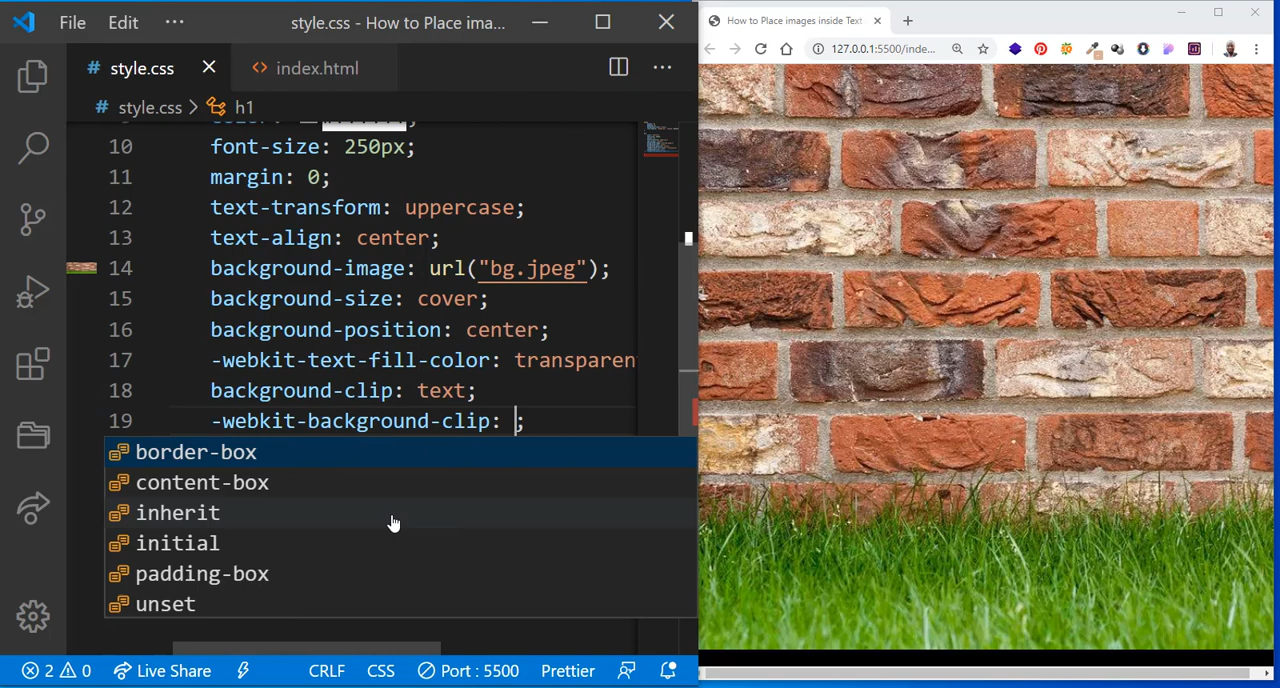 File Edit ··· style.css - How to Place ima...
# style.css <> index.html ···
# style.css > h1
10 font-size: 250px;
11 margin: 0;
12 text-transform: uppercase;
13 text-align: center;
14 background-image: url("bg.jpeg");
15 background-size: cover;
16 background-position: center;
17 -webkit-text-fill-color: transparen
18 background-clip: text;
19 -webkit-background-clip: ;
border-box
content-box
inherit
initial
padding-box
unset
2 0 Live Share CRLF CSS Port : 5500 Prettier
How to Place images inside Text
127.0.0.1:5500/inde...